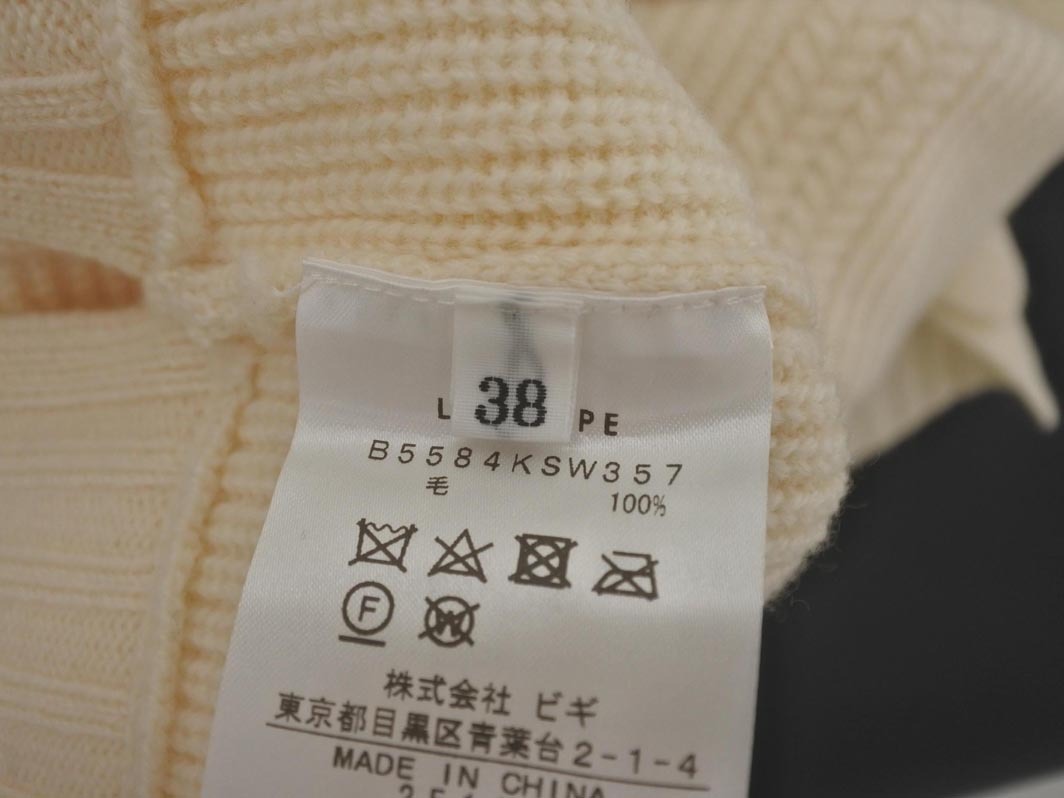 38
L PE
B5584KSW357
毛 100%
F
W
株式会社 ビギ
東京都目黒区青葉台2-1-4
MADE IN CHINA